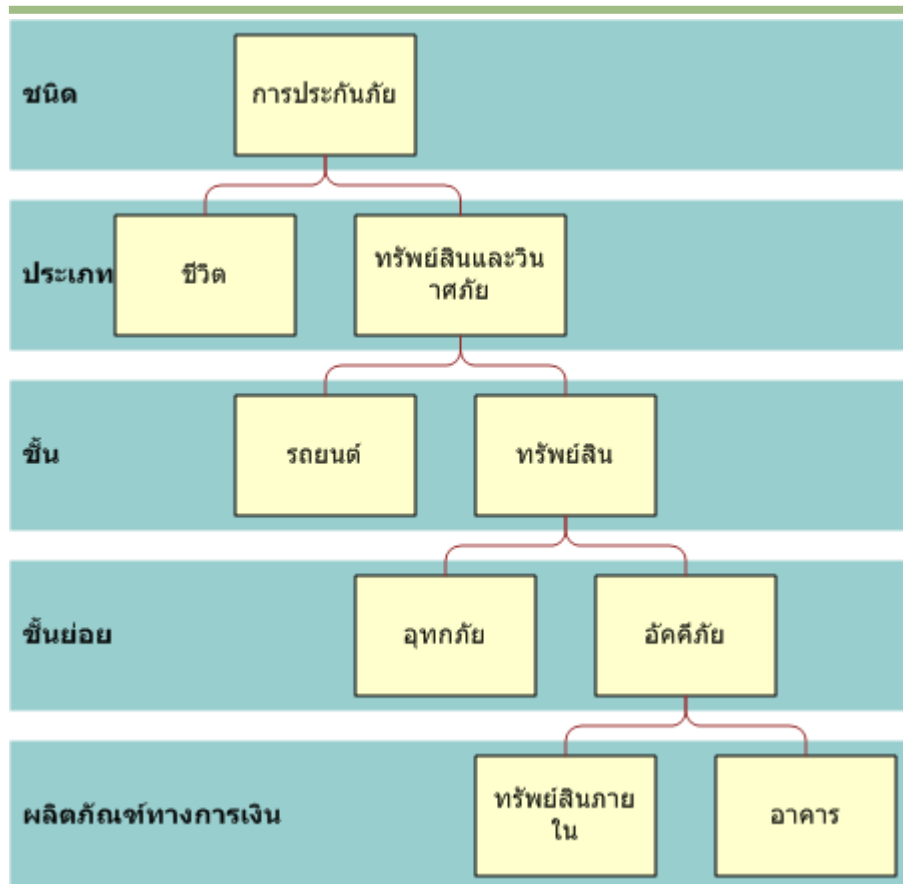 ชนิด
การประกันภัย
ประเภท
ชีวิต
ทรัพย์สินและวิน
าศภัย
ชั้น
รถยนต์
ทรัพย์สิน
ชั้นย่อย
อุทกภัย
อัคคีภัย
ผลิตภัณฑ์ทางการเงิน
ทรัพย์สินภาย
ใน
อาคาร